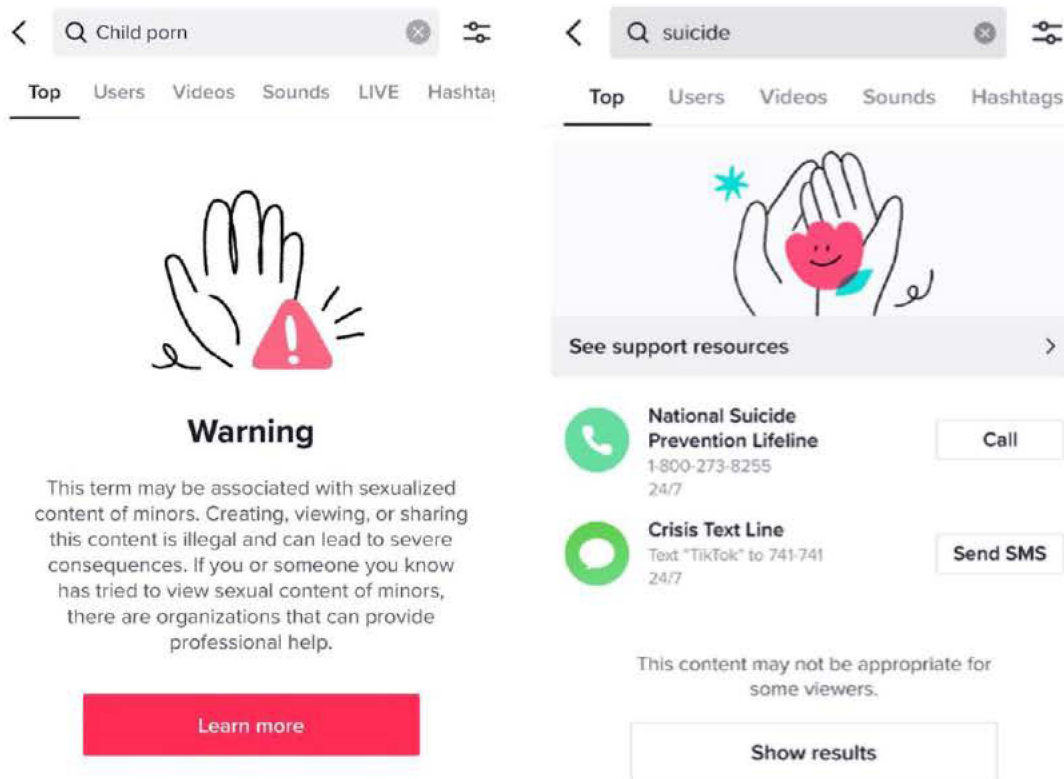 Child porn
Top Users Videos Sounds LIVE Hashtag
Warning
This term may be associated with sexualized
content of minors. Creating, viewing, or sharing
this content is illegal and can lead to severe
consequences. If you or someone you know
has tried to view sexual content of minors,
there are organizations that can provide
professional help.
Learn more
suicide
Top Users Videos Sounds Hashtags
See support resources
National Suicide
Prevention Lifeline
1-800-273-8255
24/7
Call
Crisis Text Line
Text "TikTok" to 741-741
24/7
Send SMS
This content may not be appropriate for
some viewers.
Show results